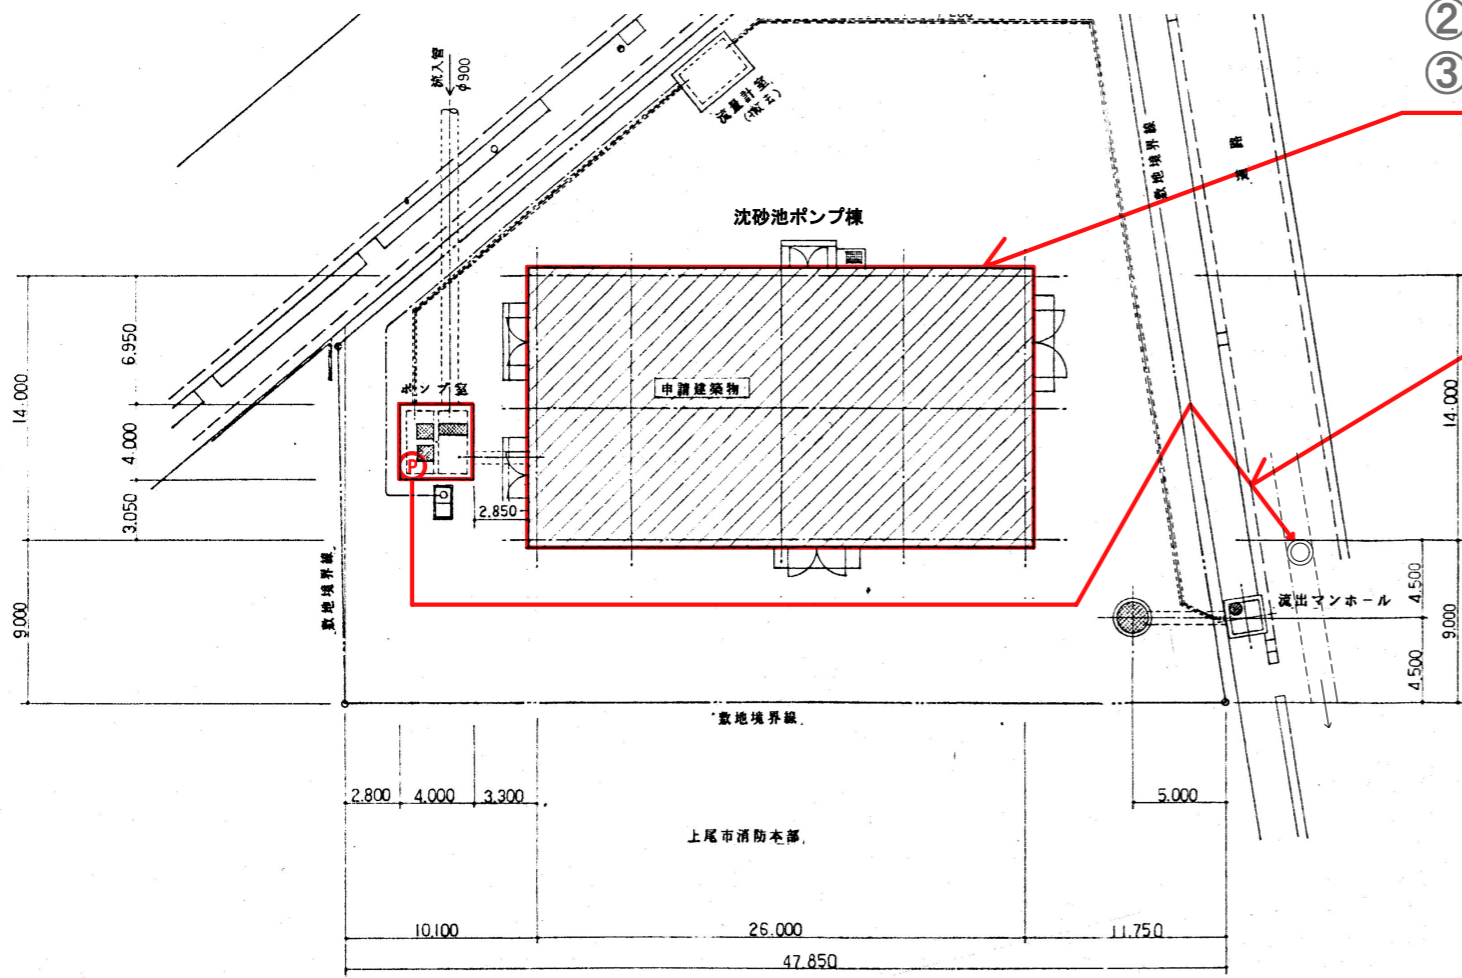 ②
③
流入管
φ900
流量計室
(撤去)
敷地境界線
道路
沈砂池ポンプ棟
申請建築物
ポンプ室
P
6.950
14.000
4.000
3.050
2.850
14.000
敷地境界線
9.000
4.500
流出マンホール
9.000
4.500
敷地境界線
2.800
4.000
3.300
5.000
上尾市消防本部
10.100
26.000
11.750
47.850